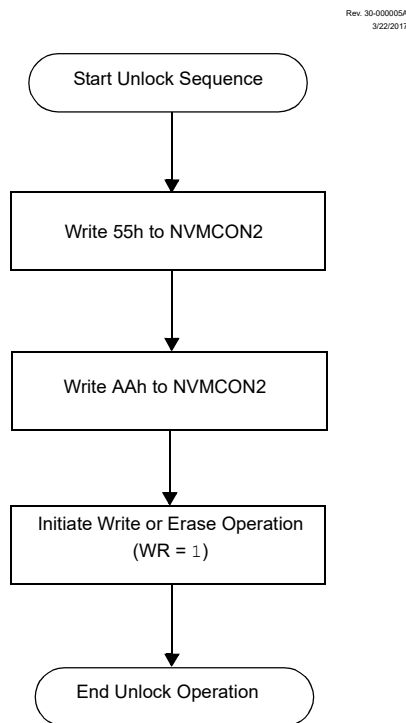 Rev. 30-000005A
3/22/2017
Start Unlock Sequence
Write 55h to NVMCON2
Write AAh to NVMCON2
Initiate Write or Erase Operation
(WR = 1)
End Unlock Operation